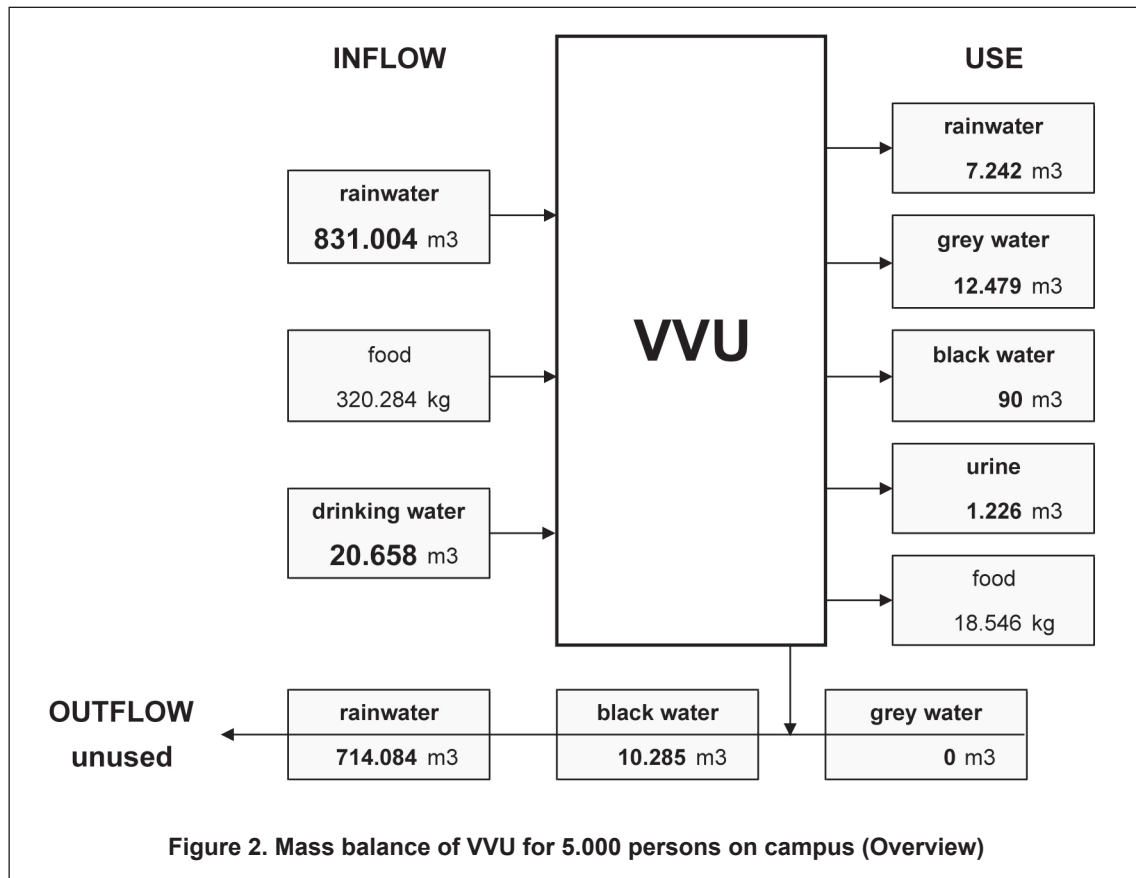 INFLOW
USE
rainwater
831.004 m3
food
320.284 kg
drinking water
20.658 m3
VVU
rainwater
7.242 m3
grey water
12.479 m3
black water
90 m3
urine
1.226 m3
food
18.546 kg
OUTFLOW
unused
rainwater
714.084 m3
black water
10.285 m3
grey water
0 m3
Figure 2. Mass balance of VVU for 5.000 persons on campus (Overview)